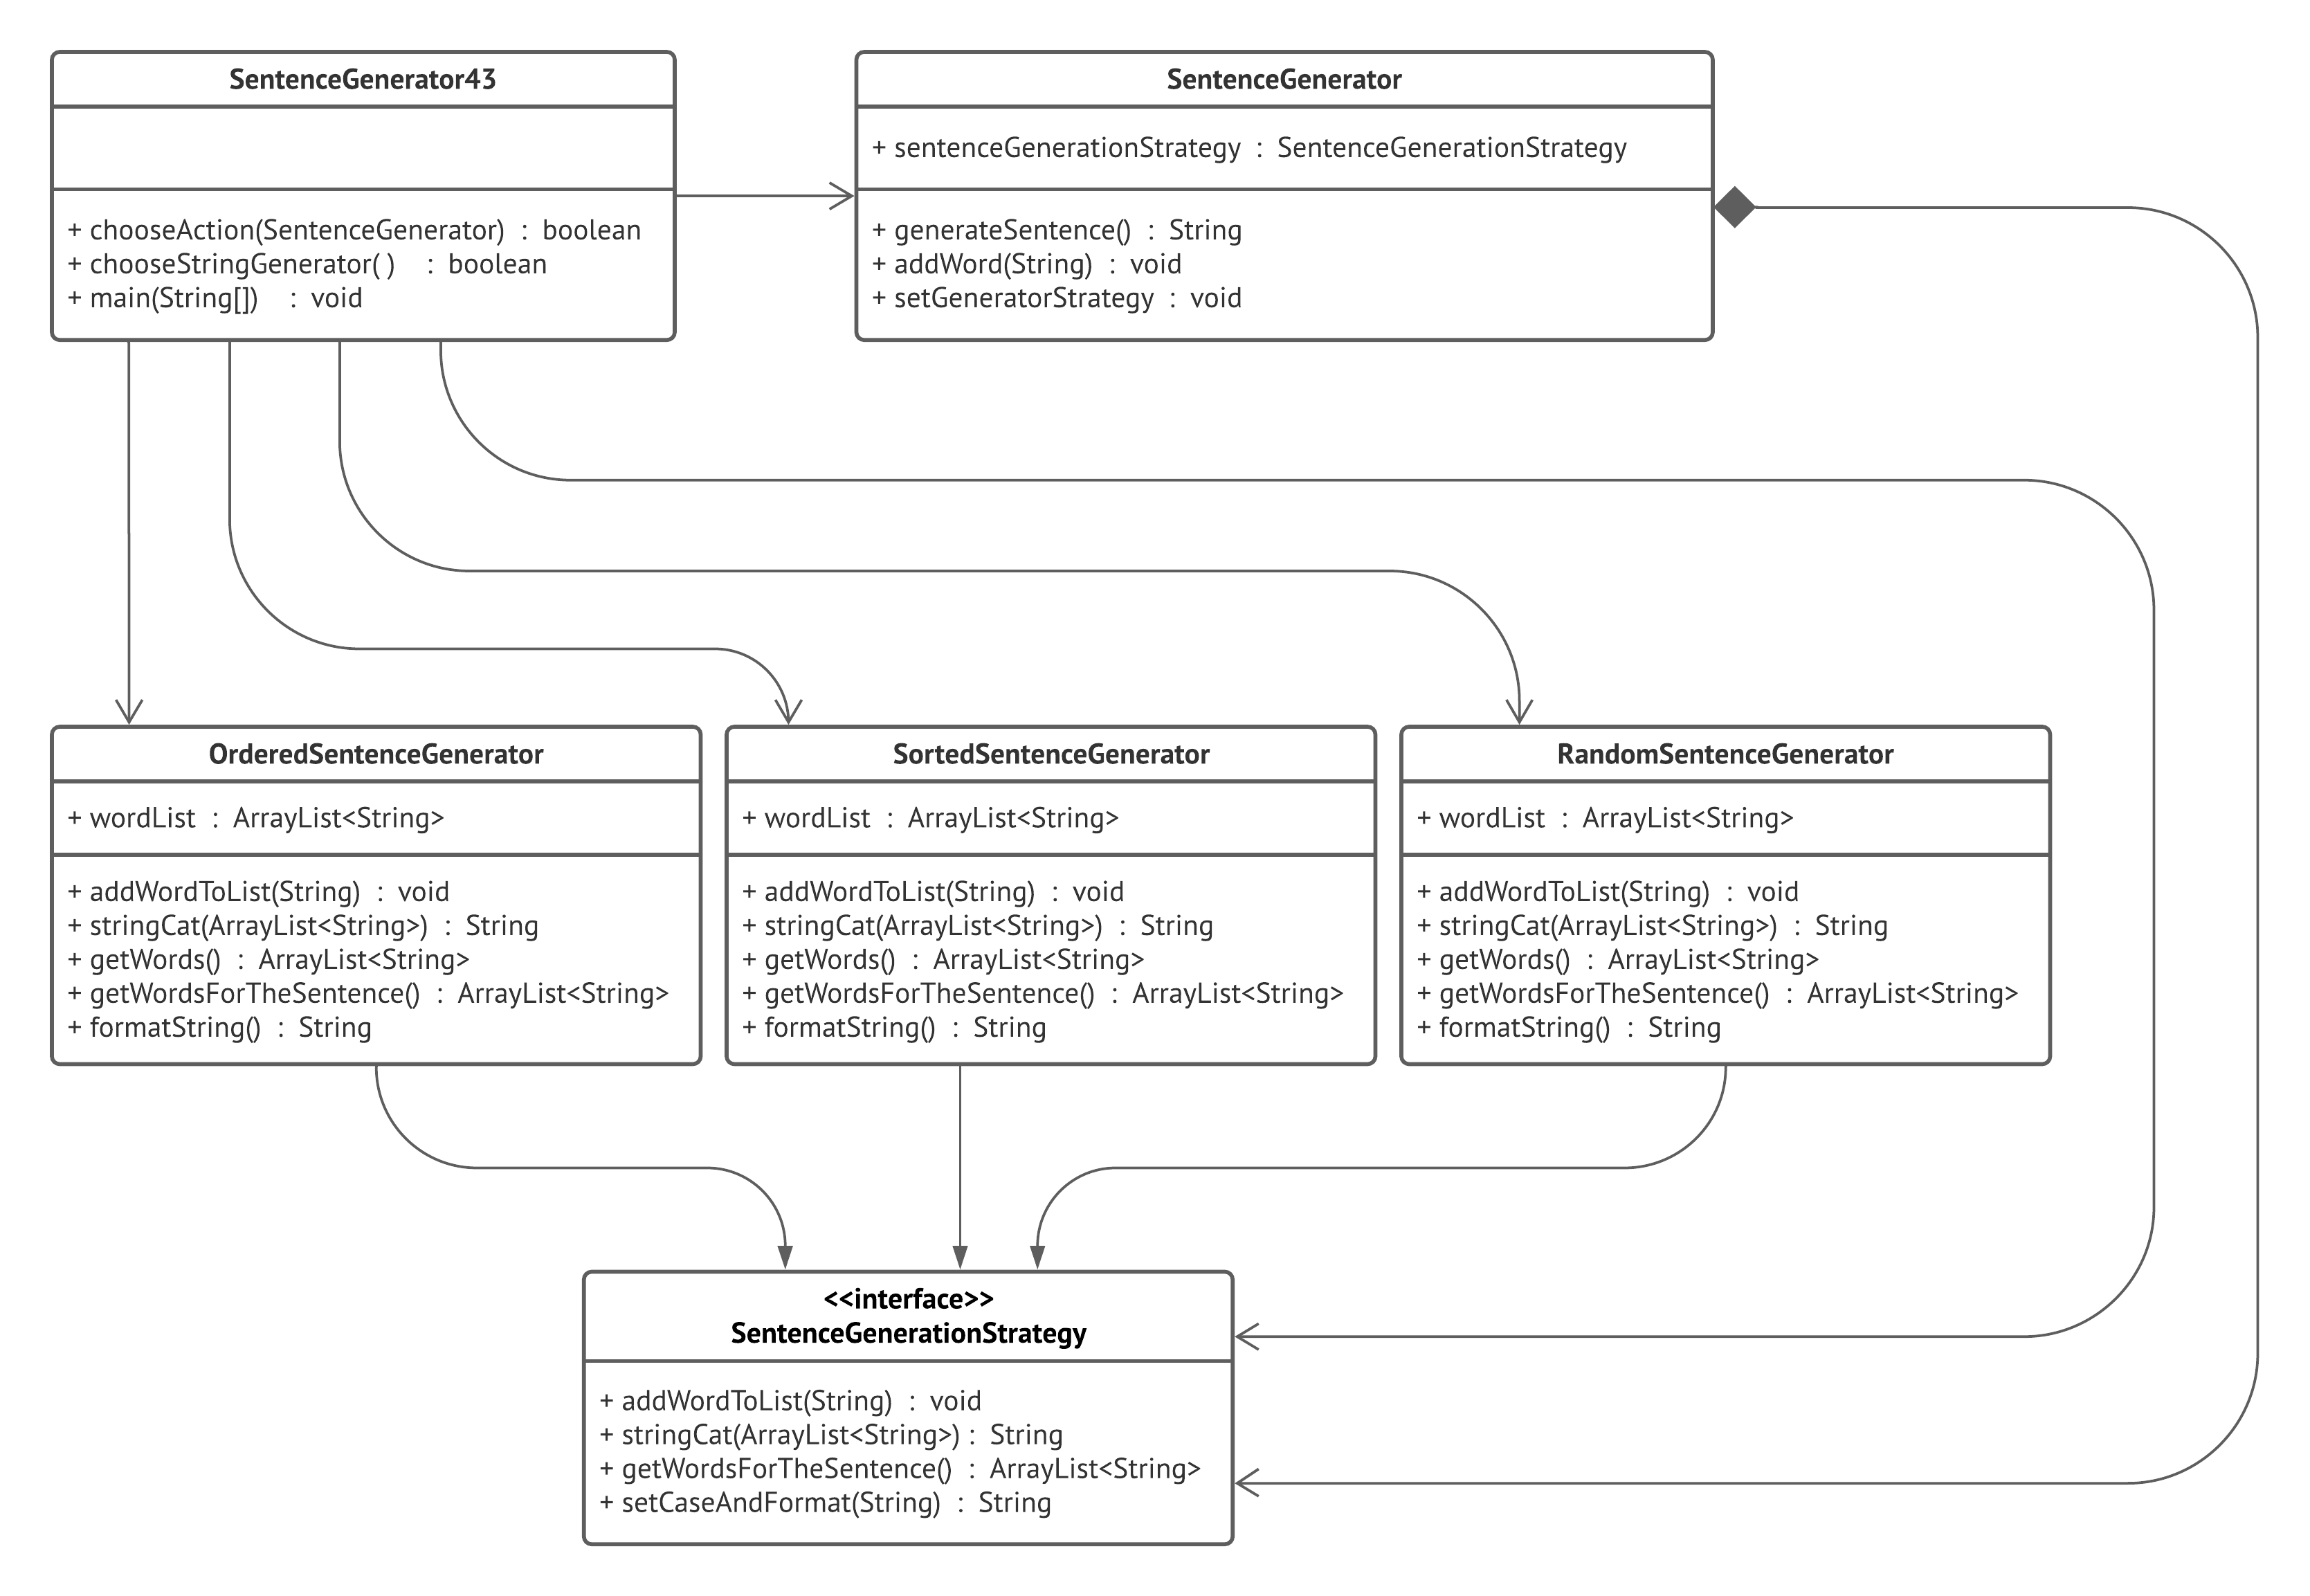 SentenceGenerator43
+ chooseAction(SentenceGenerator) : boolean
+ chooseStringGenerator( ) : boolean
+ main(String[]) : void
SentenceGenerator
+ sentenceGenerationStrategy : SentenceGenerationStrategy
+ generateSentence() : String
+ addWord(String) : void
+ setGeneratorStrategy : void
OrderedSentenceGenerator
+ wordList : ArrayList<String>
+ addWordToList(String) : void
+ stringCat(ArrayList<String>) : String
+ getWords() : ArrayList<String>
+ getWordsForTheSentence() : ArrayList<String>
+ formatString() : String
SortedSentenceGenerator
+ wordList : ArrayList<String>
+ addWordToList(String) : void
+ stringCat(ArrayList<String>) : String
+ getWords() : ArrayList<String>
+ getWordsForTheSentence() : ArrayList<String>
+ formatString() : String
RandomSentenceGenerator
+ wordList : ArrayList<String>
+ addWordToList(String) : void
+ stringCat(ArrayList<String>) : String
+ getWords() : ArrayList<String>
+ getWordsForTheSentence() : ArrayList<String>
+ formatString() : String
<<interface>>
SentenceGenerationStrategy
+ addWordToList(String) : void
+ stringCat(ArrayList<String>) : String
+ getWordsForTheSentence() : ArrayList<String>
+ setCaseAndFormat(String) : String